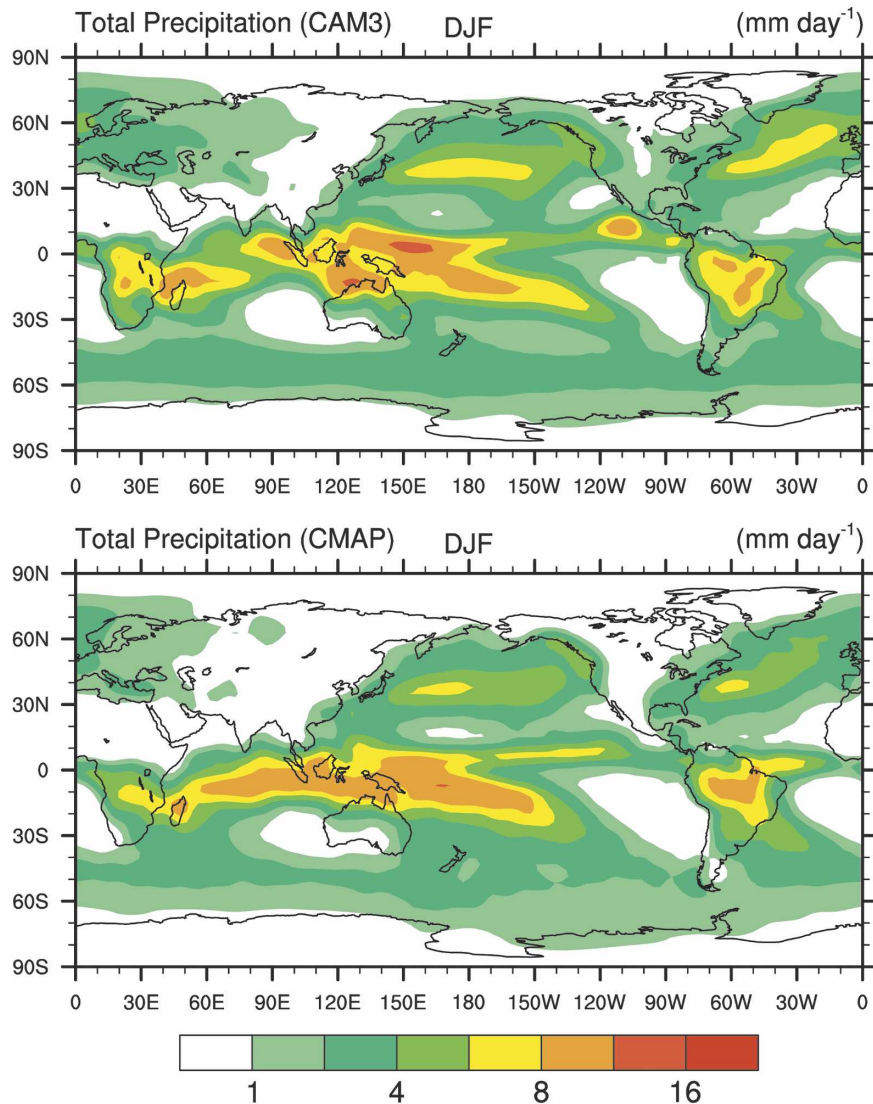 Total Precipitation (CAM3) DJF (mm day-1)
90N
60N
30N
0
30S
60S
90S
0 30E 60E 90E 120E 150E 180 150W 120W 90W 60W 30W 0
Total Precipitation (CMAP) DJF (mm day-1)
90N
60N
30N
0
30S
60S
90S
0 30E 60E 90E 120E 150E 180 150W 120W 90W 60W 30W 0
1 4 8 16